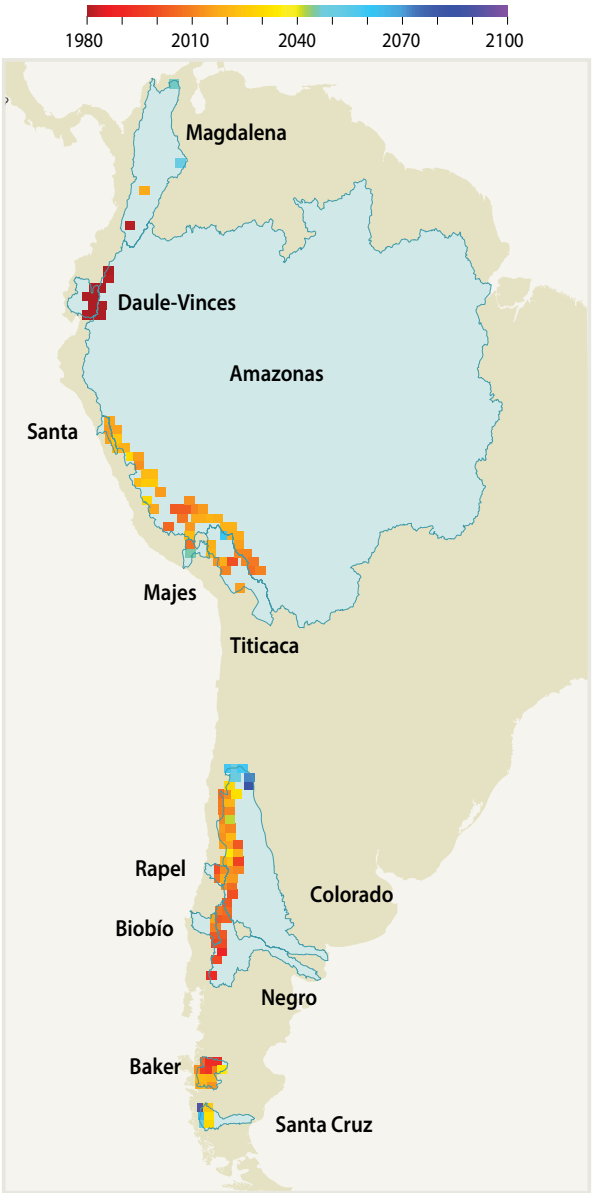 1980 2010 2040 2070 2100
Magdalena
Daule-Vinces
Amazonas
Santa
Majes
Titicaca
Rapel
Colorado
Biobío
Negro
Baker
Santa Cruz